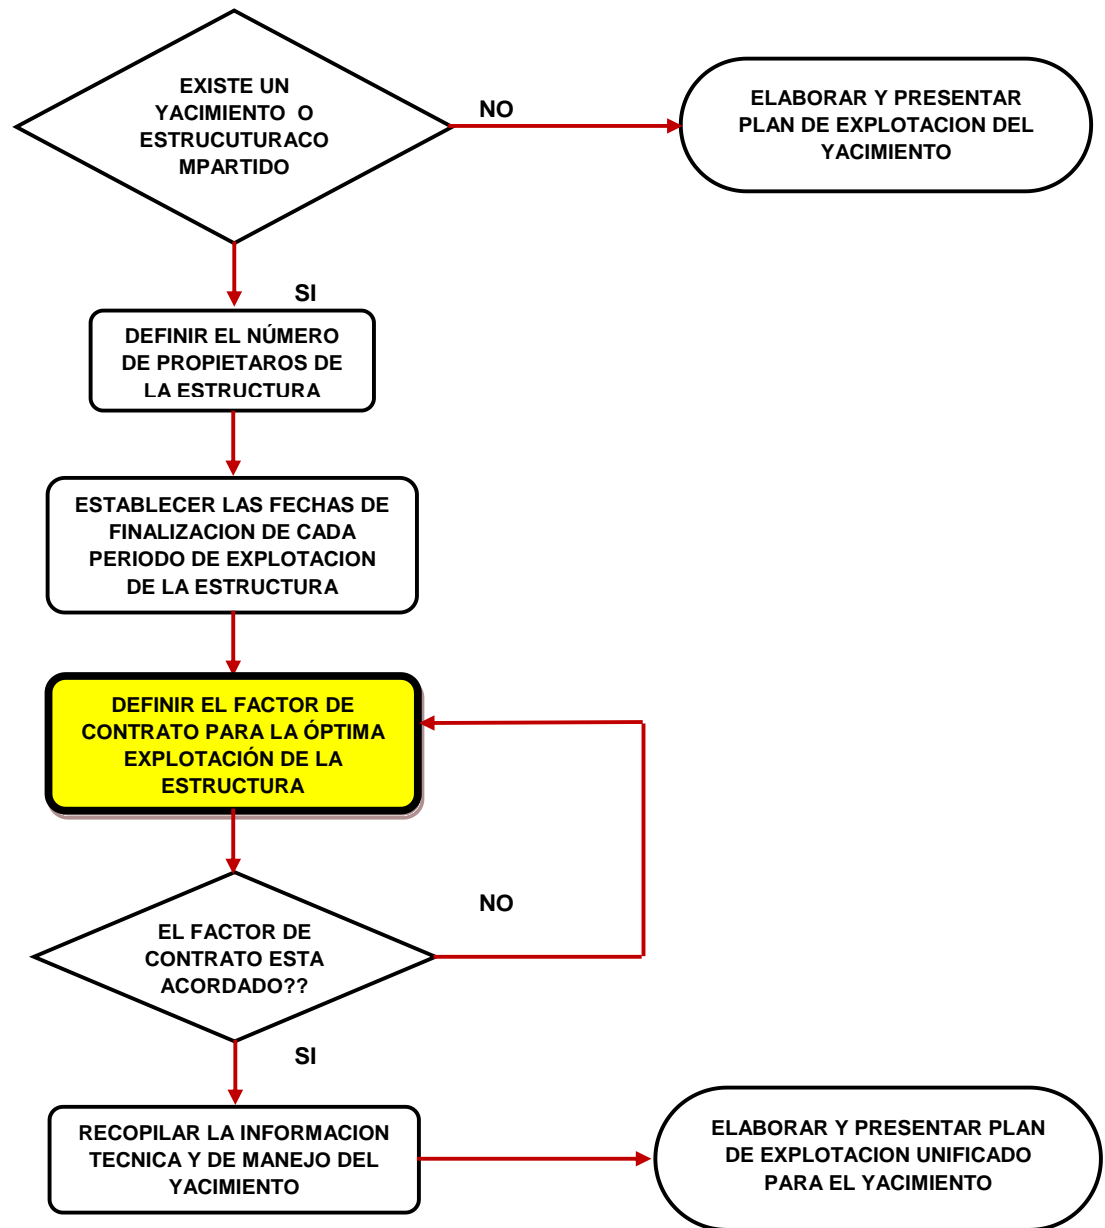 EXISTE UN
YACIMIENTO O
ESTRUCUTURACO
MPARTIDO
NO
ELABORAR Y PRESENTAR
PLAN DE EXPLOTACION DEL
YACIMIENTO
SI
DEFINIR EL NÚMERO
DE PROPIETAROS DE
LA ESTRUCTURA
ESTABLECER LAS FECHAS DE
FINALIZACION DE CADA
PERIODO DE EXPLOTACION
DE LA ESTRUCTURA
DEFINIR EL FACTOR DE
CONTRATO PARA LA ÓPTIMA
EXPLOTACIÓN DE LA
ESTRUCTURA
EL FACTOR DE
CONTRATO ESTA
ACORDADO??
NO
SI
RECOPILAR LA INFORMACION
TECNICA Y DE MANEJO DEL
YACIMIENTO
ELABORAR Y PRESENTAR PLAN
DE EXPLOTACION UNIFICADO
PARA EL YACIMIENTO